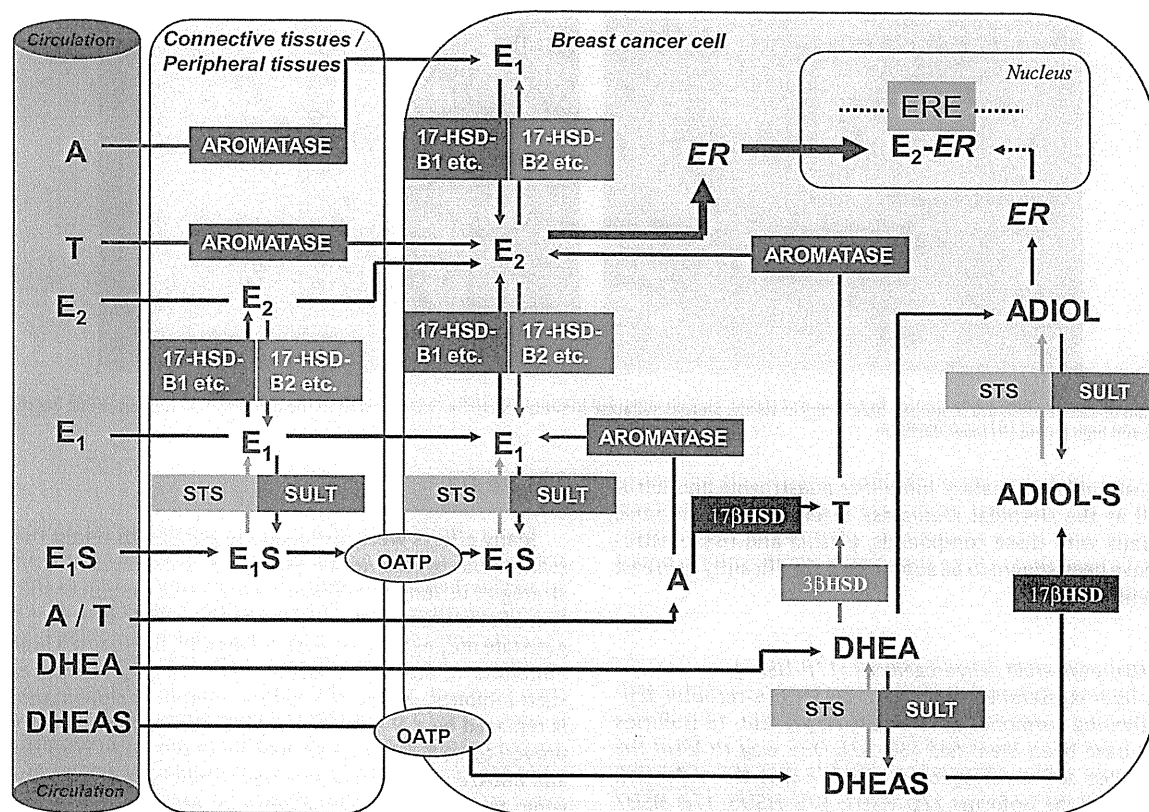 Circulation
Connective tissues /
Peripheral tissues
Breast cancer cell
Nucleus
E1
ERE
E2-ER
A
AROMATASE
17-HSD-
B1 etc.
17-HSD-
B2 etc.
ER
ER
T
AROMATASE
E2
AROMATASE
E2
E2
ADIOL
17-HSD-
B1 etc.
17-HSD-
B2 etc.
17-HSD-
B1 etc.
17-HSD-
B2 etc.
STS
SULT
E1
E1
E1
AROMATASE
STS
SULT
STS
SULT
ADIOL-S
17βHSD
T
E1S
E1S
OATP
E1S
A
3βHSD
17βHSD
A / T
DHEA
DHEA
DHEAS
OATP
STS
SULT
DHEAS
Circulation